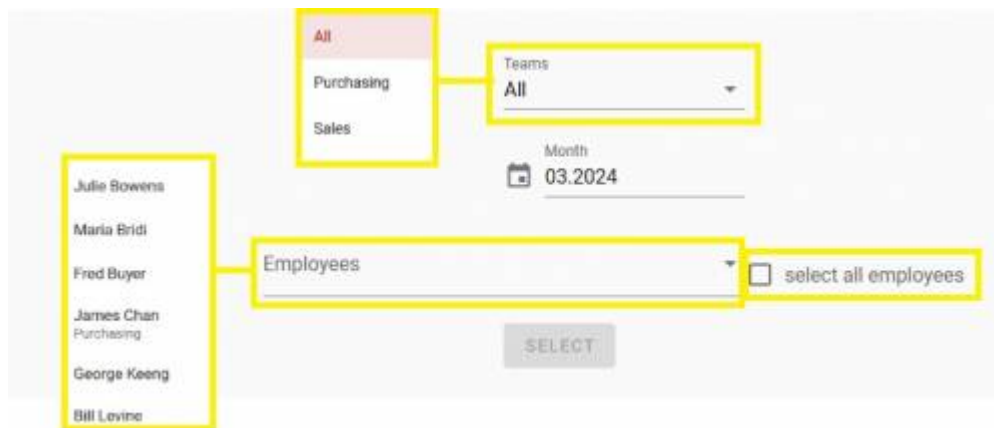 All
Purchasing
Sales
Teams
All
Month
03.2024
Julie Bowens
Maria Bridi
Fred Buyer
James Chan
Purchasing
George Keeng
Bill Levine
Employees
select all employees
SELECT